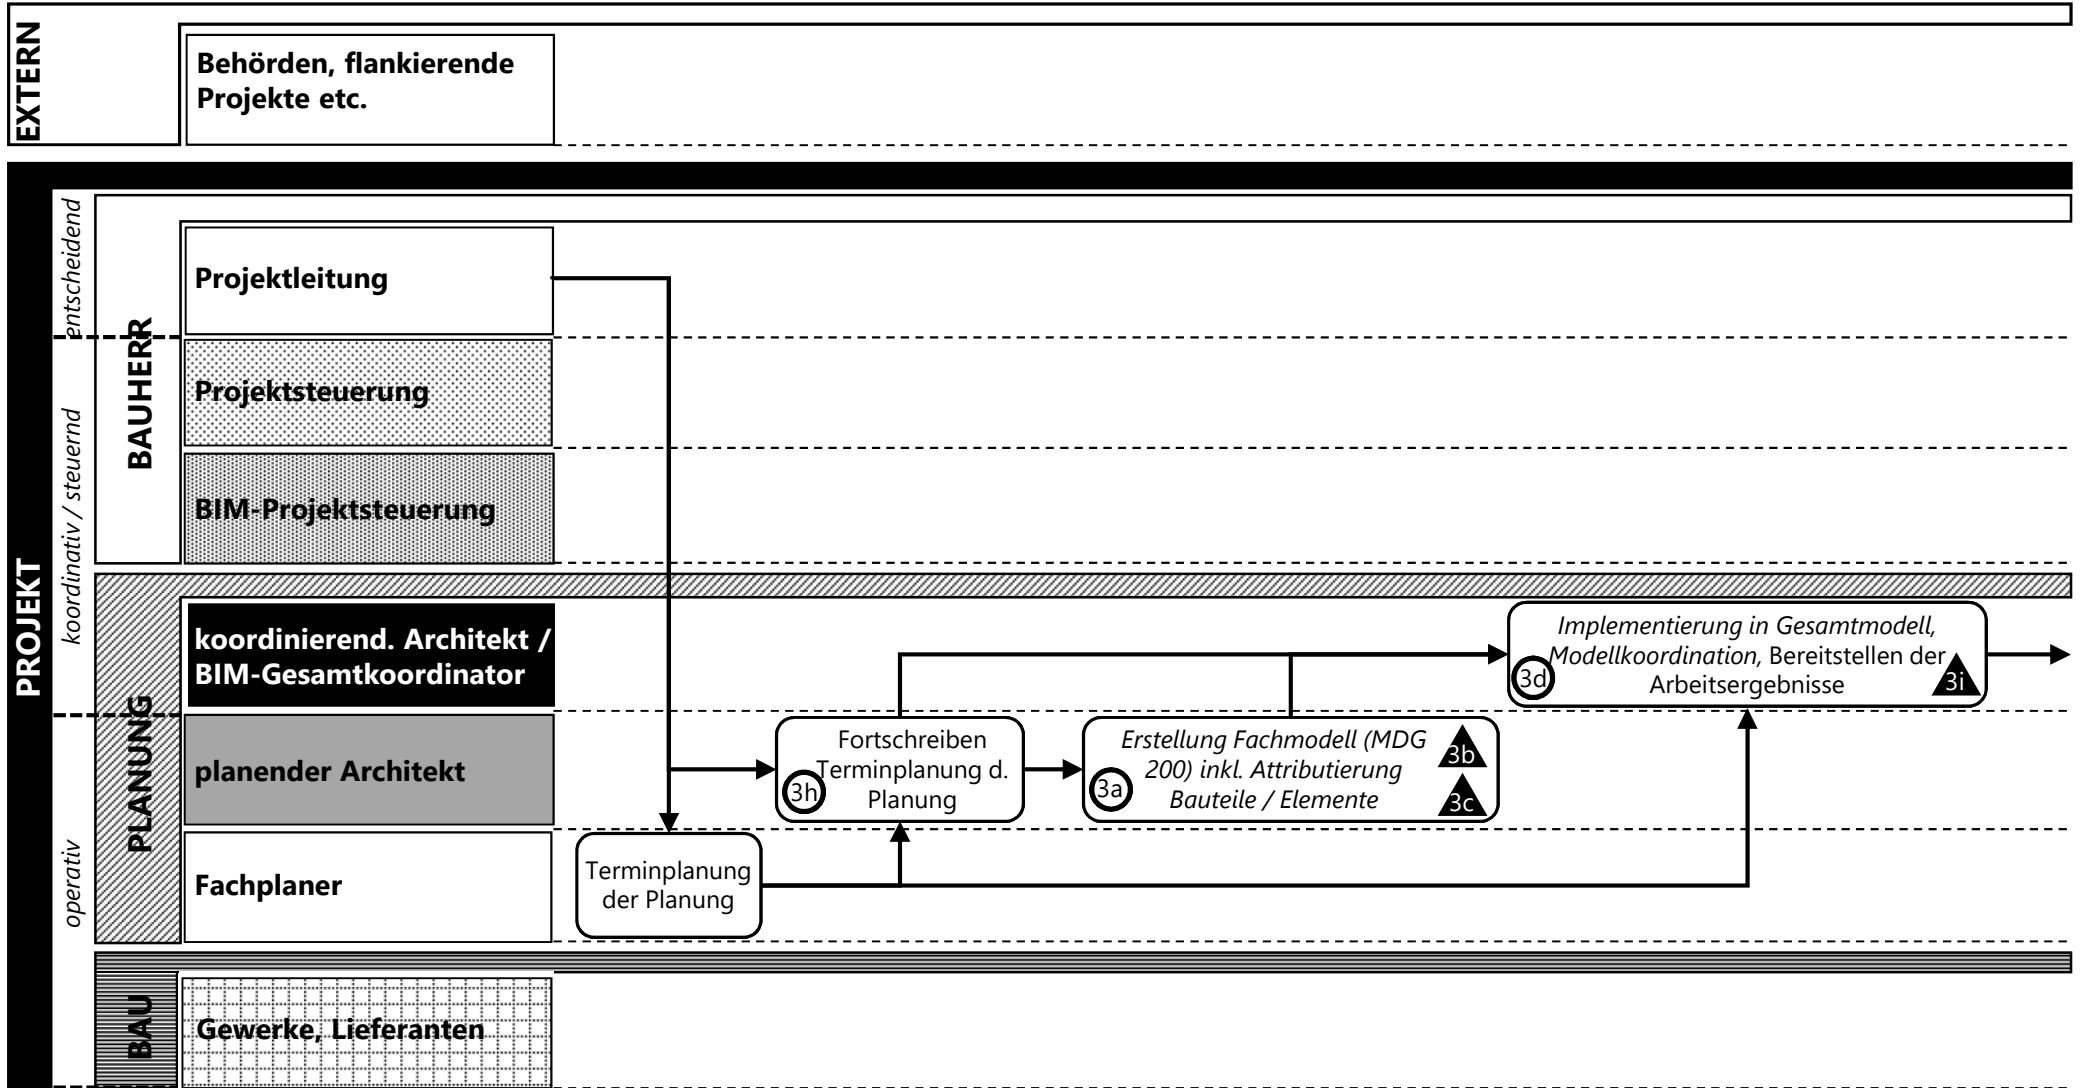 EXTERN
Behörden, flankierende
Projekte etc.
PROJEKT
entscheidend
koordinativ / steuernd
operativ
BAUHERR
Projektleitung
Projektsteuerung
BIM-Projektsteuerung
PLANUNG
koordinierend. Architekt /
BIM-Gesamtkoordinator
Implementierung in Gesamtmodell,
Modellkoordination, Bereitstellen der
Arbeitsergebnisse
3d
3i
planender Architekt
Fortschreiben
Terminplanung d.
Planung
3h
Erstellung Fachmodell (MDG
200) inkl. Attributierung
Bauteile / Elemente
3a
3b
3c
Fachplaner
Terminplanung
der Planung
BAU
Gewerke, Lieferanten